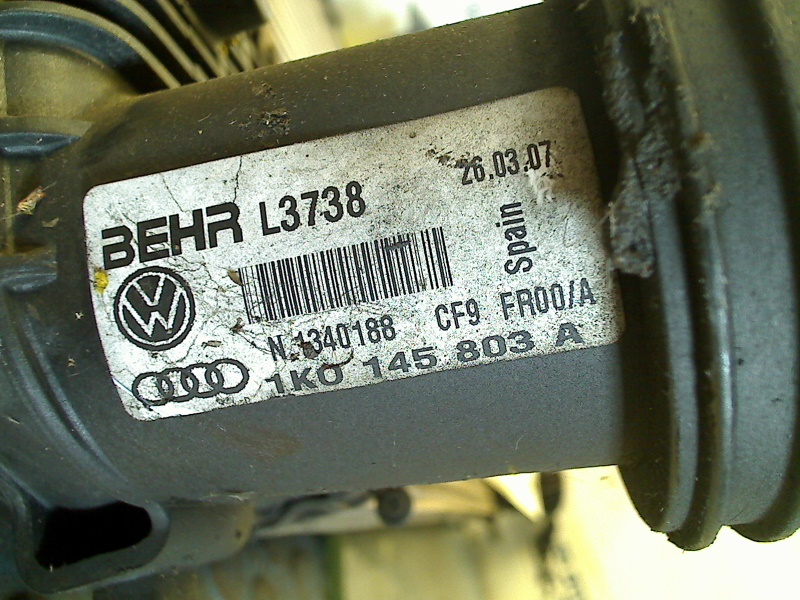 BEHR L3738 26.03.07
Spain
N.1340188 CF9 FR00/A
1K0 145 803 A